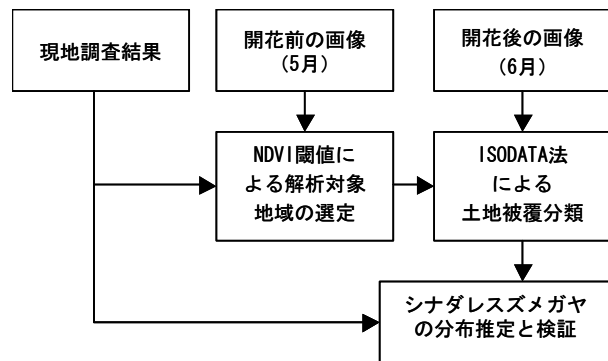 現地調査結果
開花前の画像
(5月)
開花後の画像
(6月)
NDVI閾値に
よる解析対象
地域の選定
ISODATA法
による
土地被覆分類
シナダレスズメガヤ
の分布推定と検証